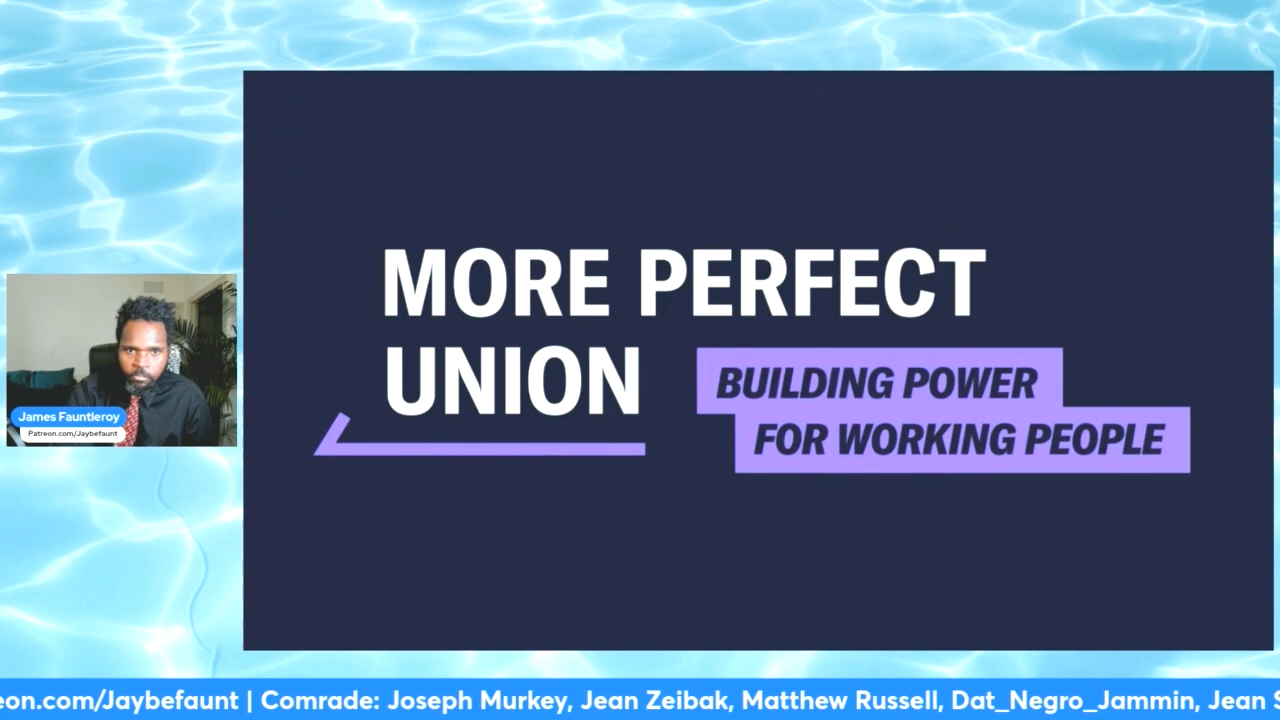 MORE PERFECT
UNION
BUILDING POWER
FOR WORKING PEOPLE
James Fauntleroy
Patreon.com/Jaybefaunt
eon.com/Jaybefaunt | Comrade: Joseph Murkey, Jean Zeibak, Matthew Russell, Dat_Negro_Jammin, Jean S